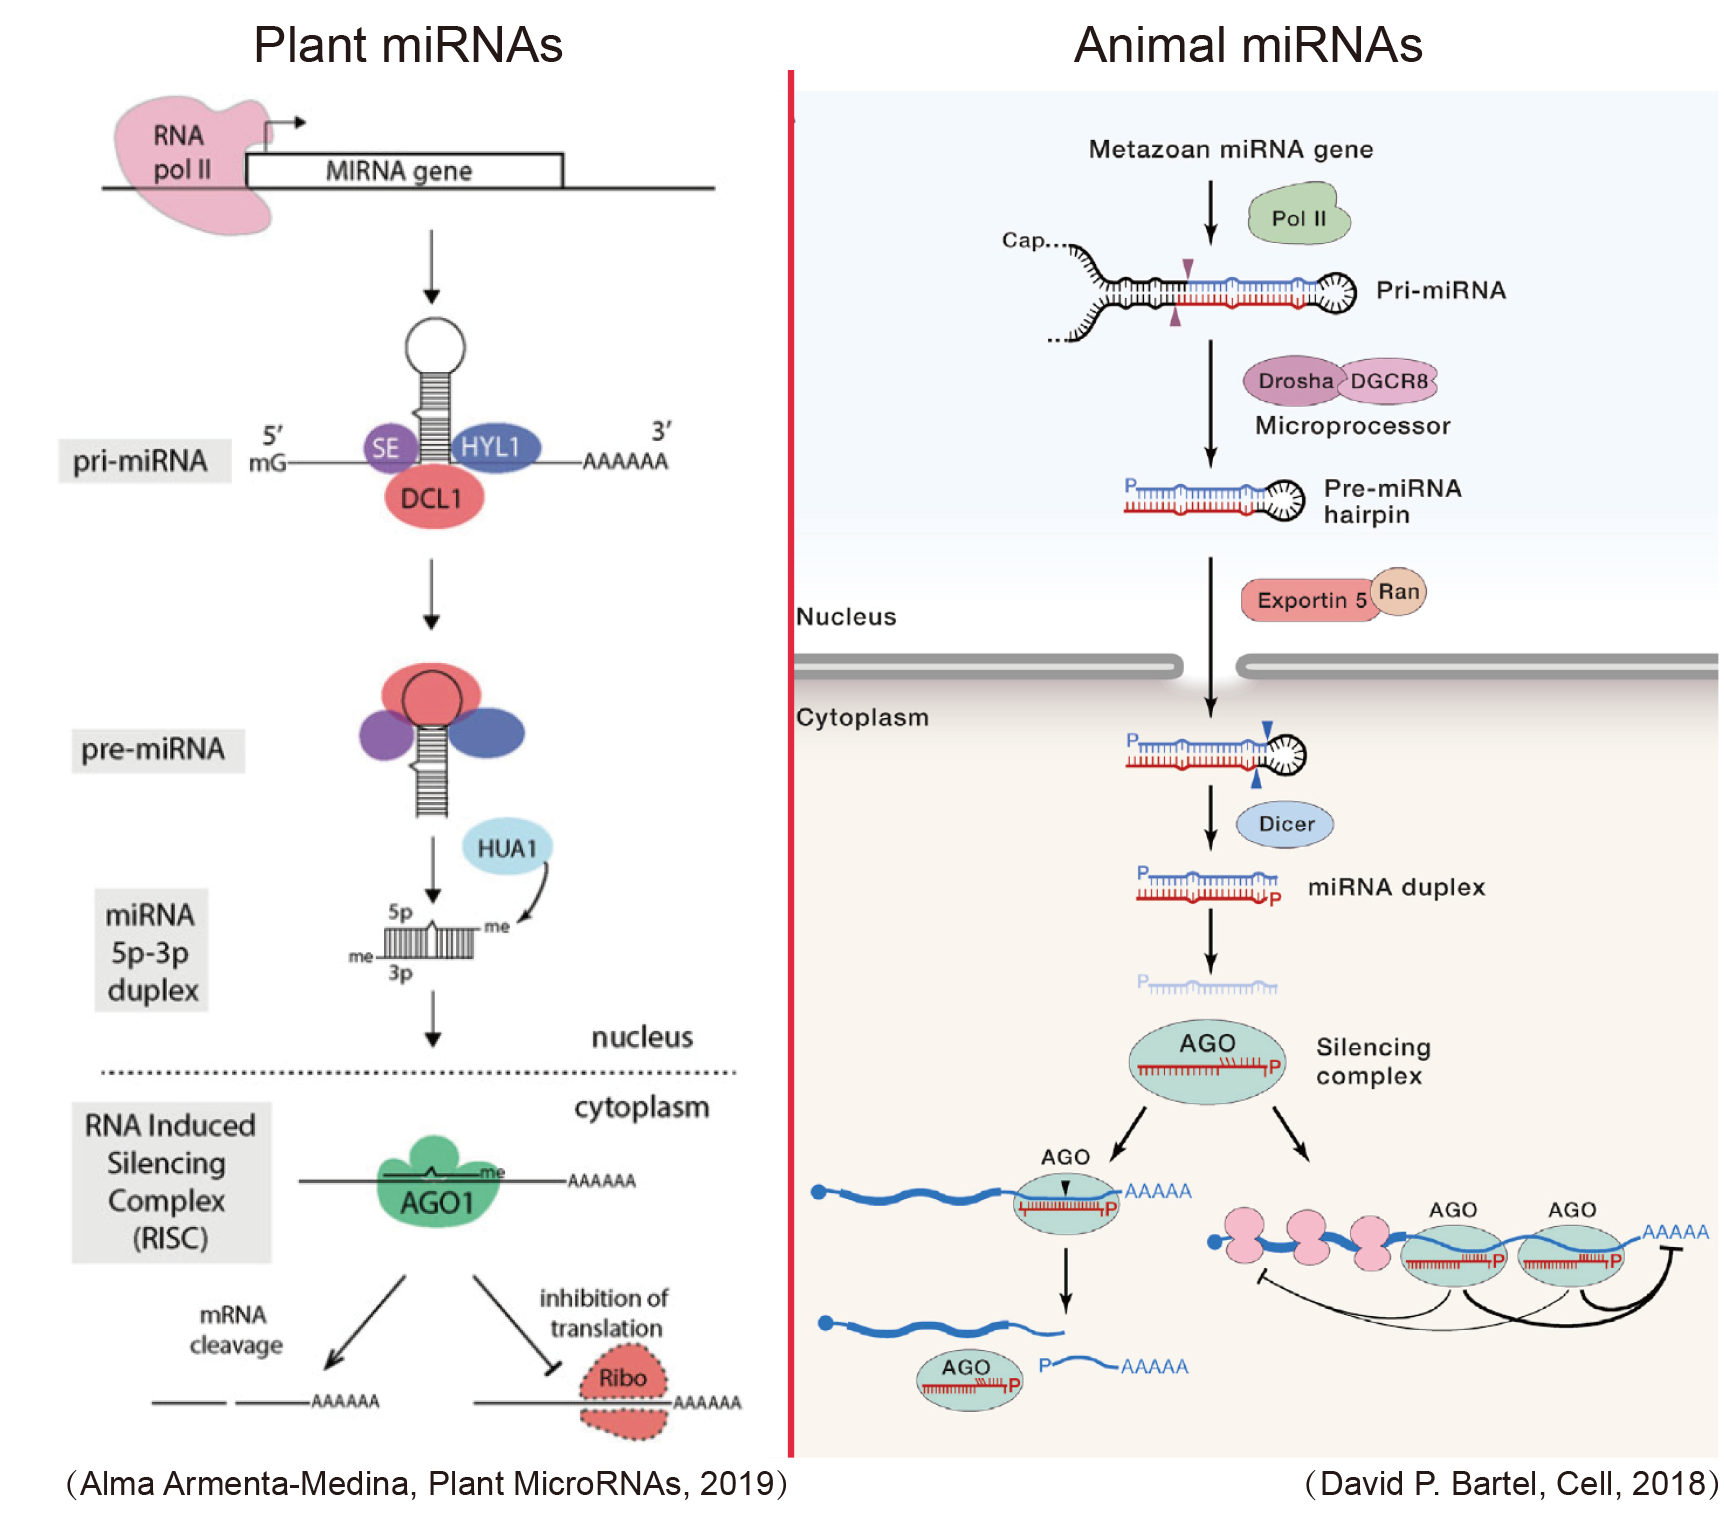 Plant miRNAs
RNA
pol II
MIRNA gene
pri-miRNA
5’
mG
SE
HYL1
DCL1
3’
AAAAAA
pre-miRNA
HUA1
miRNA
5p-3p
duplex
5p
me
me
3p
nucleus
cytoplasm
RNA Induced
Silencing
Complex
(RISC)
me
AGO1
AAAAAA
mRNA
cleavage
inhibition of
translation
Ribo
AAAAAA
AAAAAA
(Alma Armenta-Medina, Plant MicroRNAs, 2019)
Animal miRNAs
Metazoan miRNA gene
Pol II
Cap
Pri-miRNA
Drosha
DGCR8
Microprocessor
P
Pre-miRNA
hairpin
Exportin 5
Ran
Nucleus
Cytoplasm
P
Dicer
P
P
miRNA duplex
P
AGO
P
Silencing
complex
AGO
AAAAA
P
AGO
AGO
AAAAA
P
P
AGO
P
P
AAAAA
(David P. Bartel, Cell, 2018)